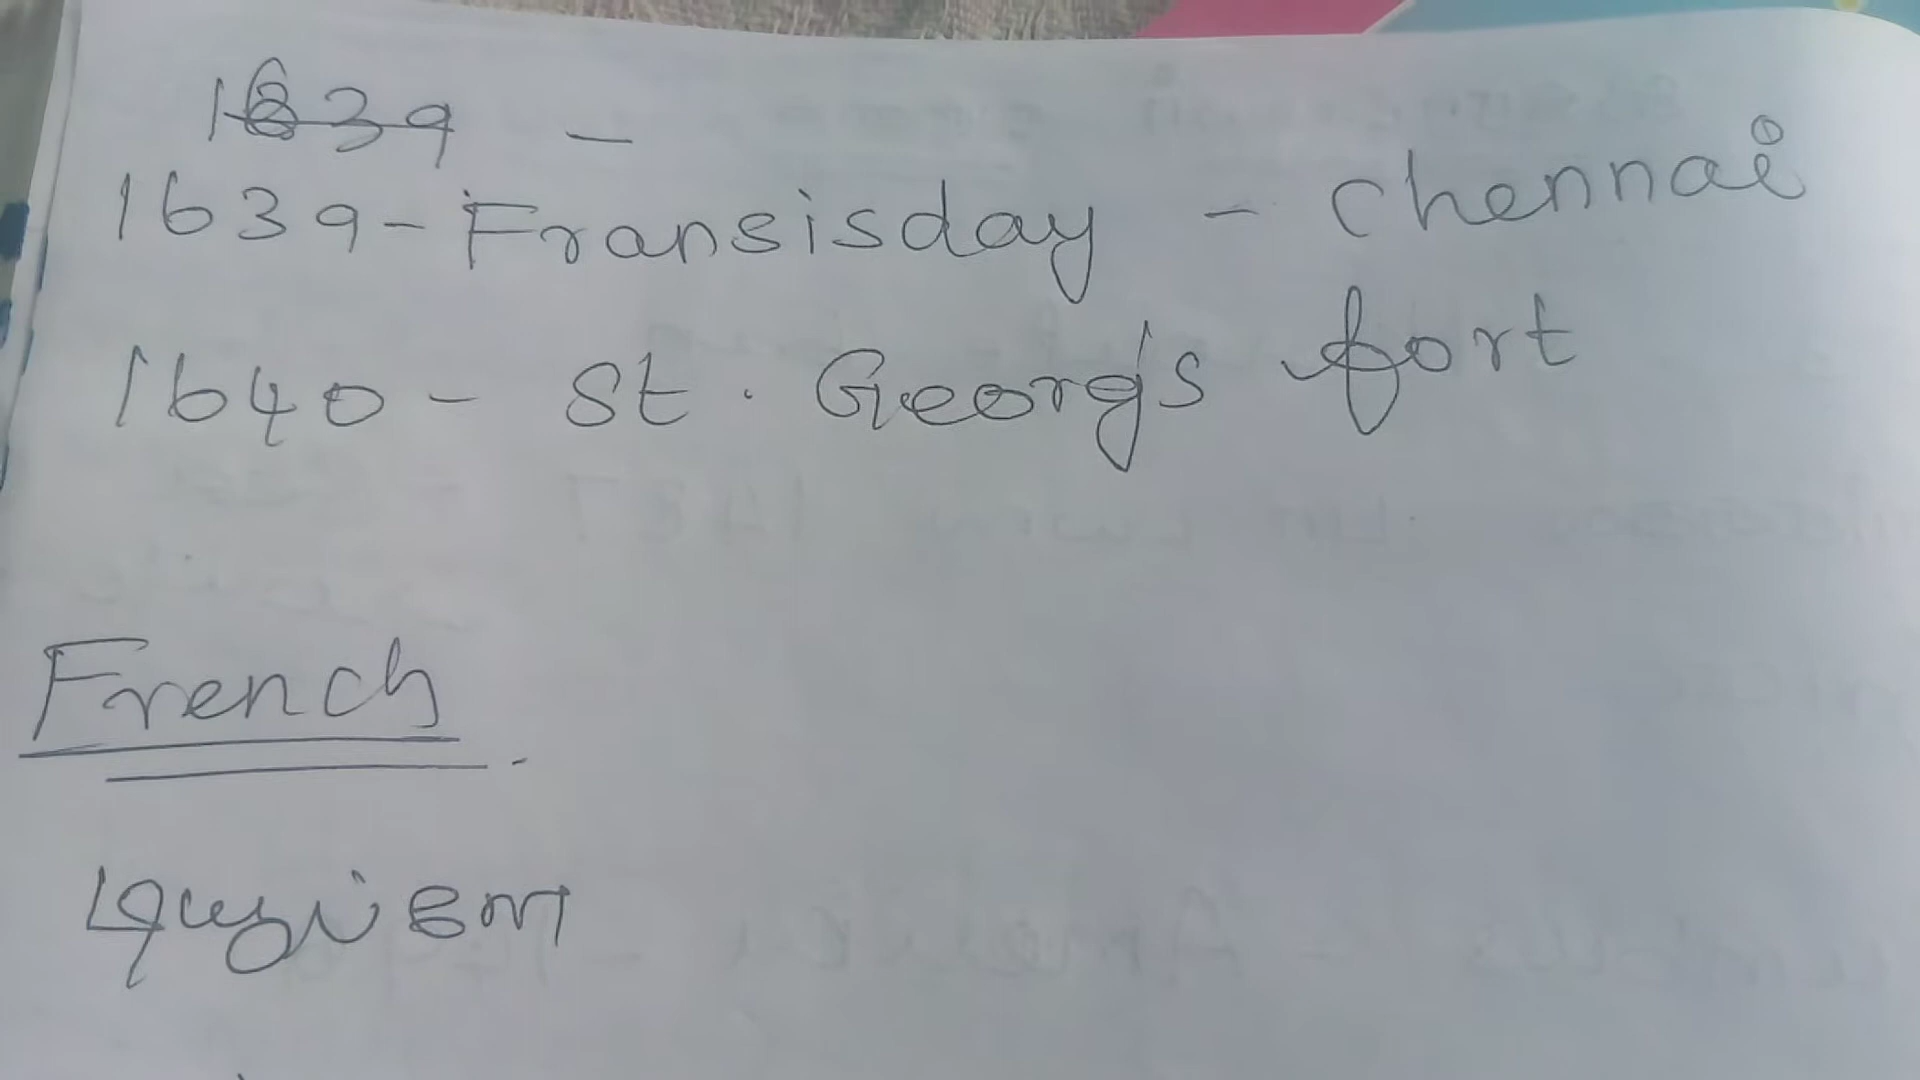 1639 -
1639 - Fransisday - Chennai
1640 - St. Georg's fort
French
டியூப்ளே